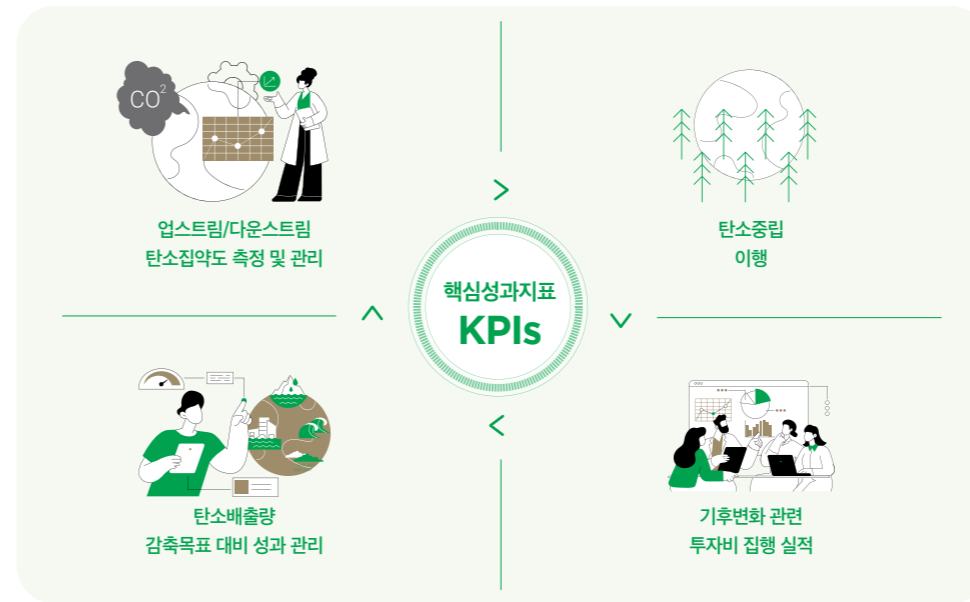 CO²
업스트림/다운스트림
탄소집약도 측정 및 관리
탄소중립
이행
핵심성과지표
KPIs
탄소배출량
감축목표 대비 성과 관리
기후변화 관련
투자비 집행 실적